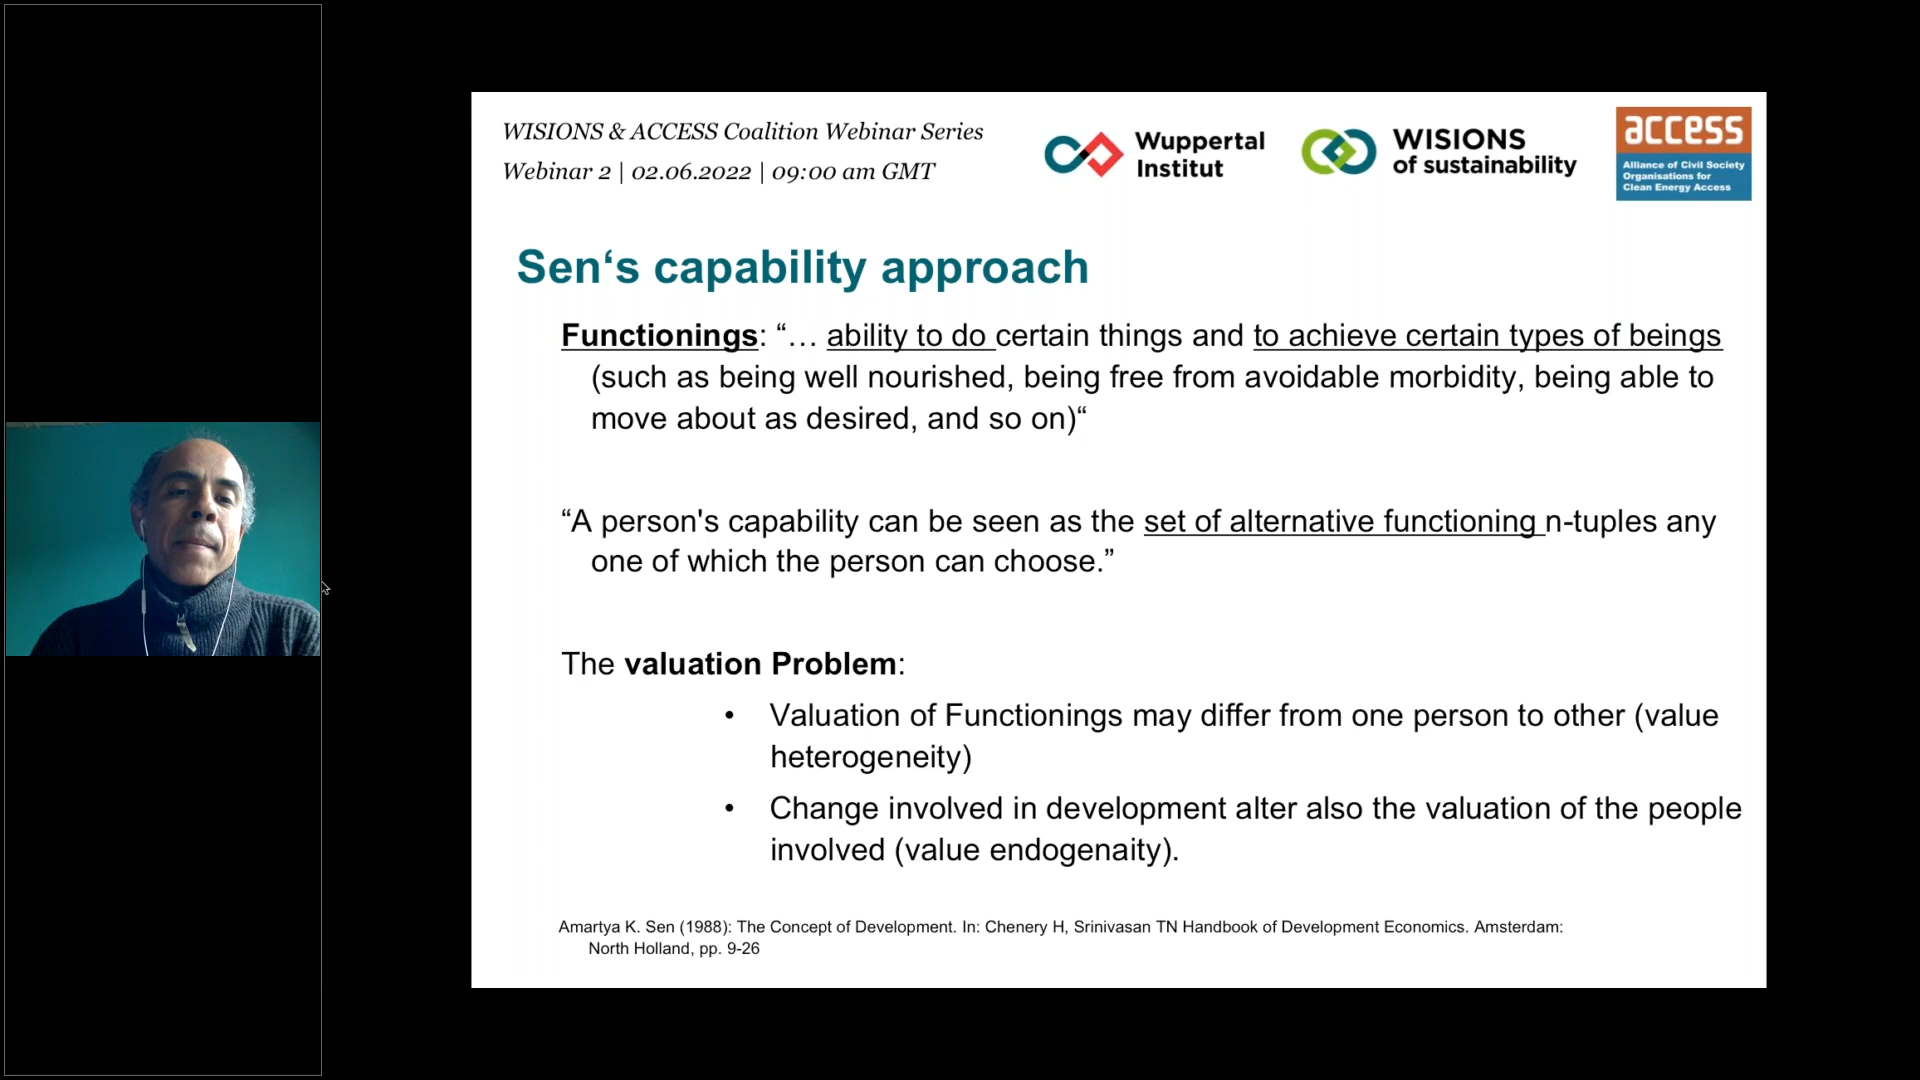 WISIONS & ACCESS Coalition Webinar Series
Webinar 2 | 02.06.2022 | 09:00 am GMT
Wuppertal
Institut
WISIONS
of sustainability
access
Alliance of Civil Society
Organisations for
Clean Energy Access
Sen‘s capability approach
Functionings: “… ability to do certain things and to achieve certain types of beings
(such as being well nourished, being free from avoidable morbidity, being able to
move about as desired, and so on)“
“A person's capability can be seen as the set of alternative functioning n-tuples any
one of which the person can choose.”
The valuation Problem:
• Valuation of Functionings may differ from one person to other (value
heterogeneity)
• Change involved in development alter also the valuation of the people
involved (value endogenaity).
Amartya K. Sen (1988): The Concept of Development. In: Chenery H, Srinivasan TN Handbook of Development Economics. Amsterdam:
North Holland, pp. 9-26